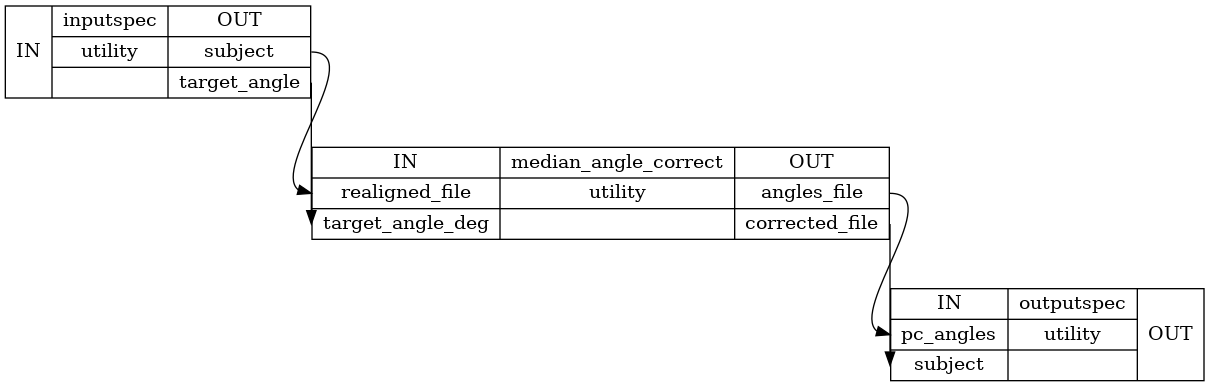 IN inputspec OUT
utility subject
target_angle
IN median_angle_correct OUT
realigned_file utility angles_file
target_angle_deg corrected_file
IN outputspec OUT
pc_angles utility
subject